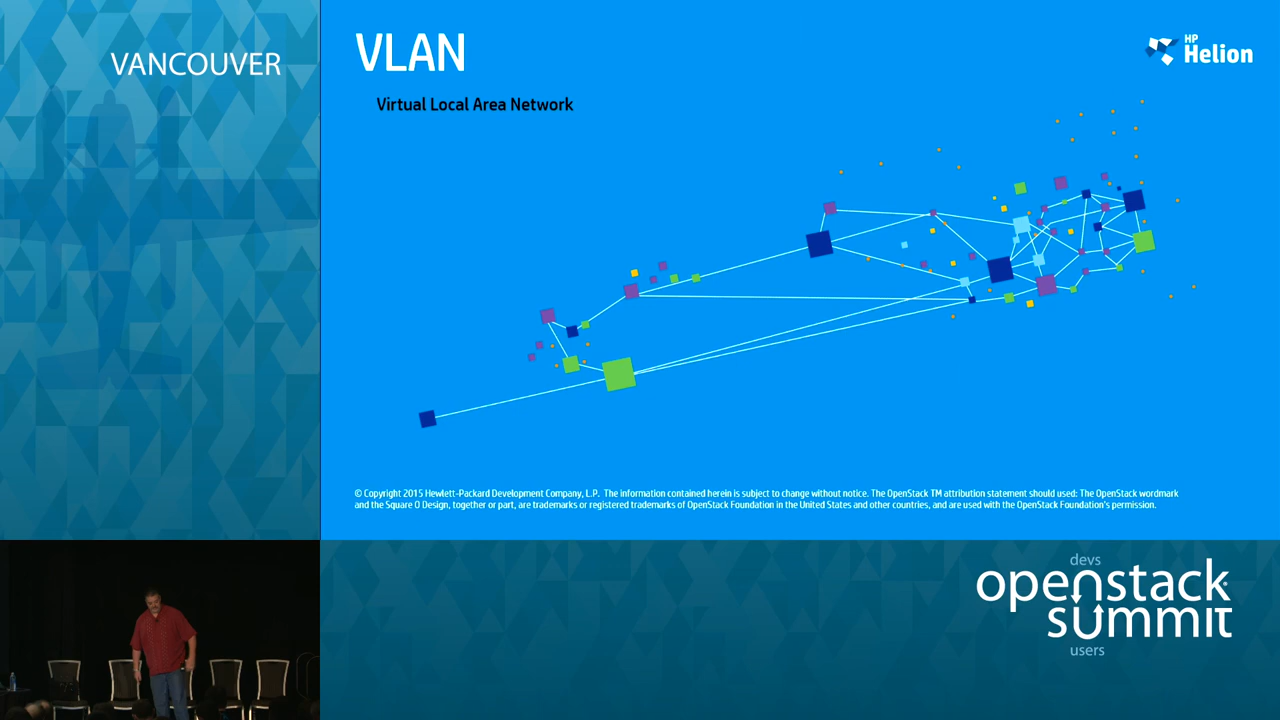 VANCOUVER
VLAN
HP
Helion
Virtual Local Area Network
© Copyright 2015 Hewlett-Packard Development Company, L.P. The information contained herein is subject to change without notice. The OpenStack TM attribution statement should used: The OpenStack wordmark
and the Square O Design, together or part, are trademarks or registered trademarks of OpenStack Foundation in the United States and other countries, and are used with the OpenStack Foundation's permission.
devs
openstack
summit
users